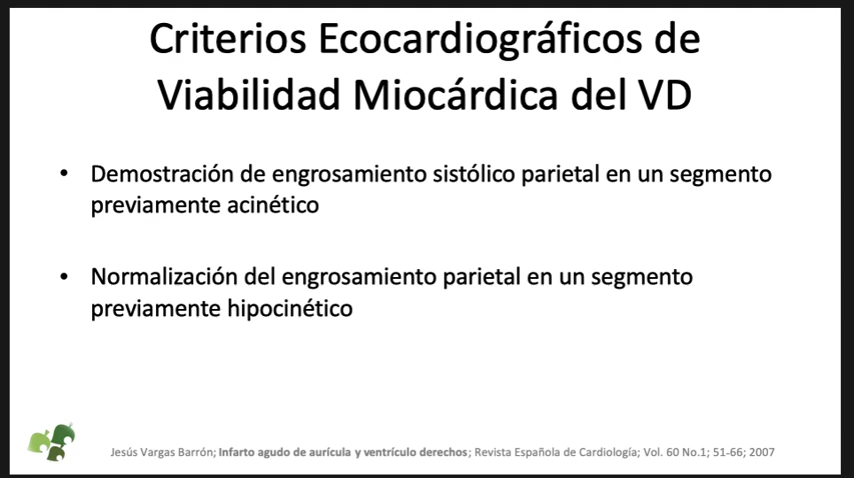 Criterios Ecocardiográficos de
Viabilidad Miocárdica del VD
• Demostración de engrosamiento sistólico parietal en un segmento
previamente acinético
• Normalización del engrosamiento parietal en un segmento
previamente hipocinético
Jesús Vargas Barrón; Infarto agudo de aurícula y ventrículo derechos; Revista Española de Cardiología; Vol. 60 No.1; 51-66; 2007